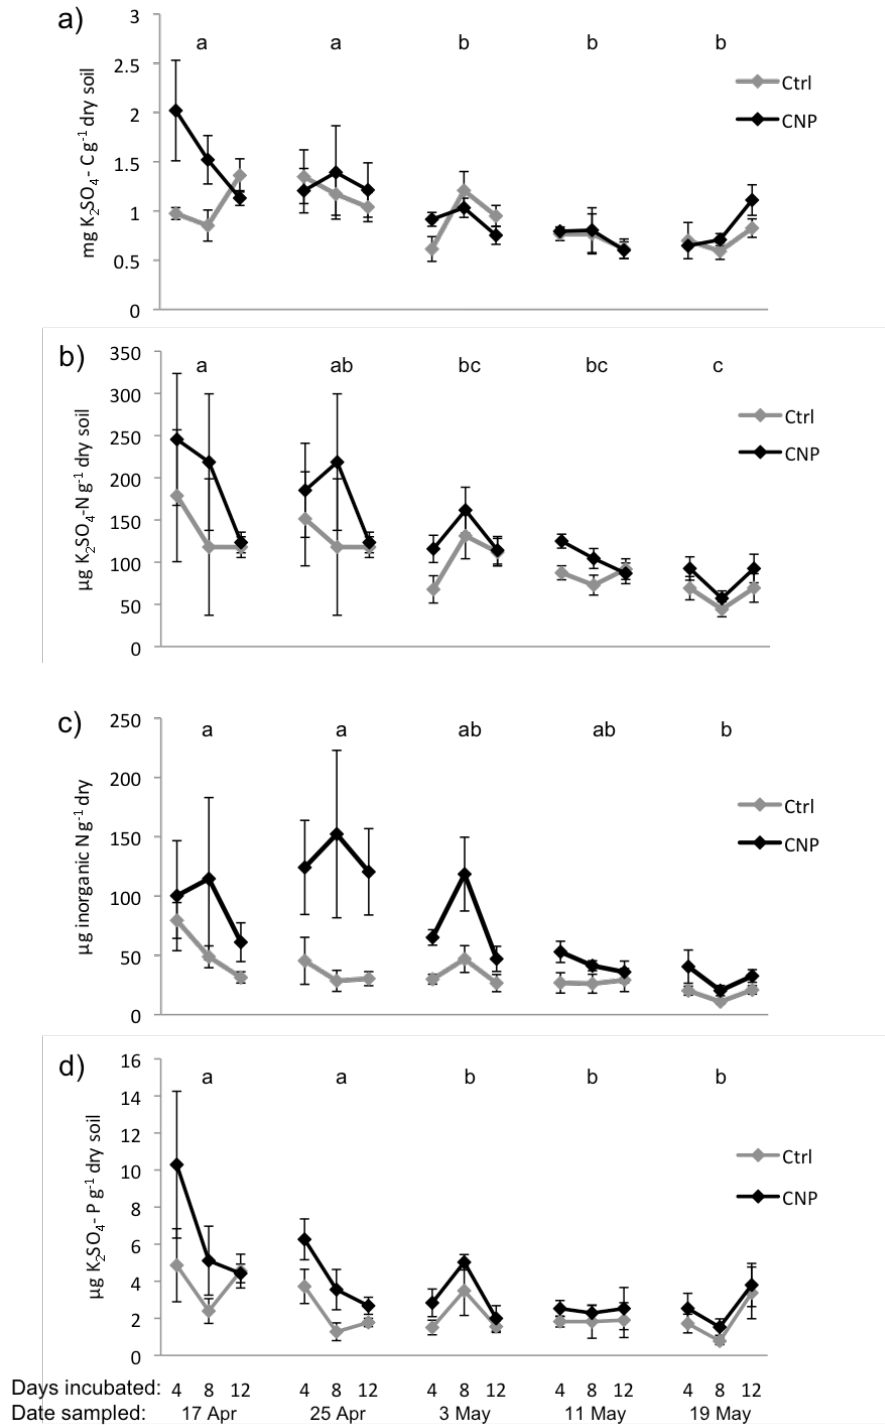 a)
3
a a b b b
2.5
Ctrl
2
CNP
1.5
1
0.5
0
mg K₂SO₄- C g⁻¹ dry soil
b)
350
a ab bc bc c
300
Ctrl
250
CNP
200
150
100
50
0
µg K₂SO₄-N g⁻¹ dry soil
c)
250
a a ab ab b
200
Ctrl
150
CNP
100
50
0
µg inorganic N g⁻¹ dry
d)
16
a a b b b
14
12
Ctrl
10
CNP
8
6
4
2
0
µg K₂SO₄- P g⁻¹ dry soil
Days incubated: 4 8 12 4 8 12 4 8 12 4 8 12 4 8 12
Date sampled: 17 Apr 25 Apr 3 May 11 May 19 May